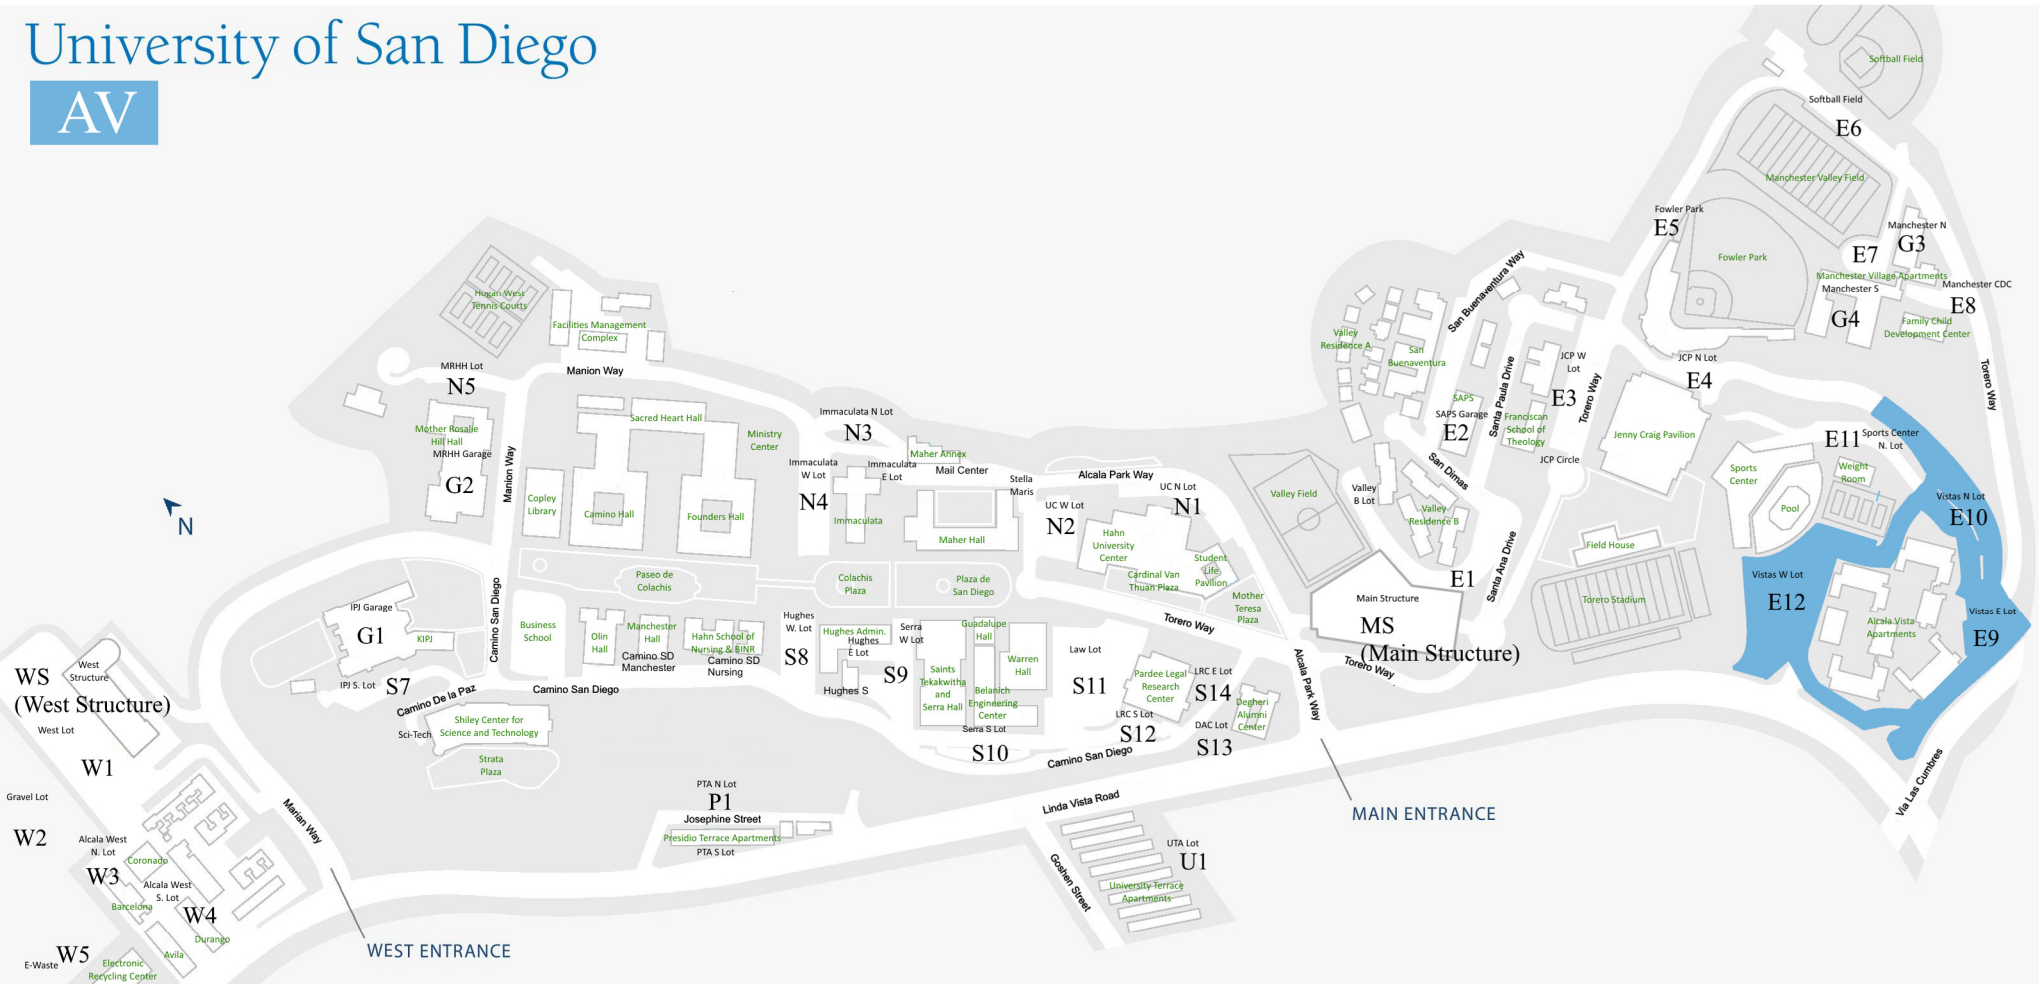 University of San Diego
AV
Softball Field
Softball Field
E6
Manchester Valley Field
Fowler Park
E5
Manchester N
G3
E7
Fowler Park
Manchester Village Apartments
Manchester S
Manchester CDC
E8
G4
Family Child
Development Center
Torero Way
San Buenaventura Way
Valley
Residence A
San
Buenaventura
SAPS
SAPS Garage
E2
Santa Paula Drive
Franciscan
School of
Theology
JCP W
Lot
E3
Torero Way
JCP N Lot
E4
Jenny Craig Pavilion
JCP Circle
San Dimas
E11
Sports Center
N. Lot
Sports
Center
Weight
Room
Pool
Vistas N Lot
E10
Vistas W Lot
E12
Vistas E Lot
E9
Alcala Vista
Apartments
Via Las Cumbres
Field House
Torero Stadium
Santa Ana Drive
Valley
B Lot
Valley
Residence B
E1
Valley Field
Main Structure
MS
(Main Structure)
Torero Way
Hogan West
Tennis Courts
Facilities Management
Complex
MRHH Lot
N5
Manion Way
Mother Rosalie
Hill Hall
MRHH Garage
G2
Manion Way
Sacred Heart Hall
Ministry
Center
Copley
Library
Camino Hall
Founders Hall
Immaculata N Lot
N3
Immaculata
W Lot
N4
Immaculata
E Lot
Immaculata
Maher Annex
Mail Center
Maher Hall
Stella
Maris
Alcala Park Way
UC N Lot
N1
UC W Lot
N2
Hahn
University
Center
Student
Life
Pavilion
Cardinal Van
Thuan Plaza
Mother
Teresa
Plaza
Torero Way
Paseo de
Colachis
Colachis
Plaza
Plaza de
San Diego
N
Camino San Diego
IPJ Garage
G1
KIPJ
IPJ S. Lot
S7
Camino De la Paz
Business
School
Olin
Hall
Manchester
Hall
Camino SD
Manchester
Hahn School of
Nursing & BINR
Camino SD
Nursing
Camino San Diego
Hughes
W. Lot
S8
Hughes Admin.
Hughes
E Lot
Hughes S
Serra
W Lot
S9
Guadalupe
Hall
Saints
Tekakwitha
and
Serra Hall
Warren
Hall
Belanich
Engineering
Center
Serra S Lot
S10
Law Lot
S11
Pardee Legal
Research
Center
LRC E Lot
S14
LRC S Lot
S12
DAC Lot
S13
Degheri
Alumni
Center
Alcala Park Way
Camino San Diego
Sci-Tech
Shiley Center for
Science and Technology
Strata
Plaza
WS
(West Structure)
West
Structure
West Lot
W1
Gravel Lot
W2
Alcala West
N. Lot
W3
Coronado
Alcala West
S. Lot
W4
Barcelona
Durango
Avila
E-Waste
W5
Electronic
Recycling Center
Marian Way
WEST ENTRANCE
PTA N Lot
P1
Josephine Street
Presidio Terrace Apartments
PTA S Lot
Linda Vista Road
MAIN ENTRANCE
Goshen Street
UTA Lot
U1
University Terrace
Apartments